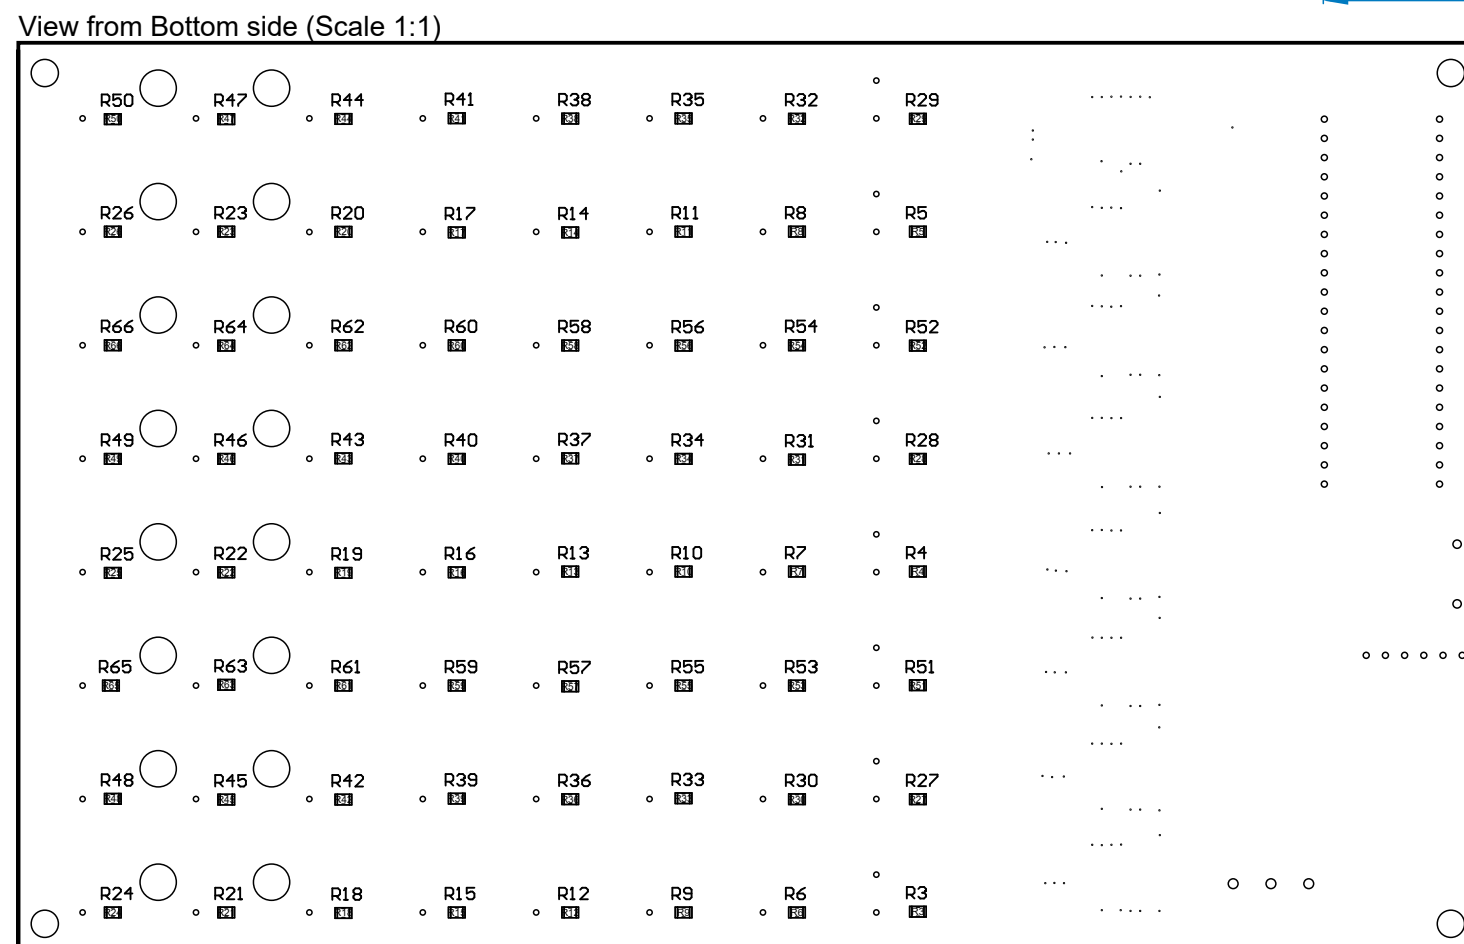 View from Bottom side (Scale 1:1)
R50 R47 R44 R41 R38 R35 R32 R29
R26 R23 R20 R17 R14 R11 R8 R5
R66 R64 R62 R60 R58 R56 R54 R52
R49 R46 R43 R40 R37 R34 R31 R28
R25 R22 R19 R16 R13 R10 R7 R4
R65 R63 R61 R59 R57 R55 R53 R51
R48 R45 R42 R39 R36 R33 R30 R27
R24 R21 R18 R15 R12 R9 R6 R3